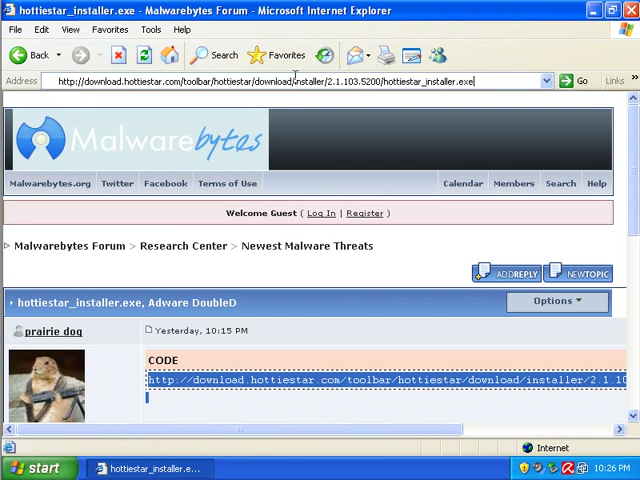 hottiestar_installer.exe - Malwarebytes Forum - Microsoft Internet Explorer
File Edit View Favorites Tools Help
Back Search Favorites
Address http://download.hottiestar.com/toolbar/hottiestar/download/installer/2.1.103.5200/hottiestar_installer.exe Go Links »
Malwarebytes
Malwarebytes.org Twitter Facebook Terms of Use Calendar Members Search Help
Welcome Guest ( Log In | Register )
Malwarebytes Forum > Research Center > Newest Malware Threats
ADDREPLY NEWTOPIC
hottiestar_installer.exe, Adware DoubleD Options
prairie dog Yesterday, 10:15 PM
CODE
http://download.hottiestar.com/toolbar/hottiestar/download/installer/2.1.10
Internet
start hottiestar_installer.e... 10:26 PM